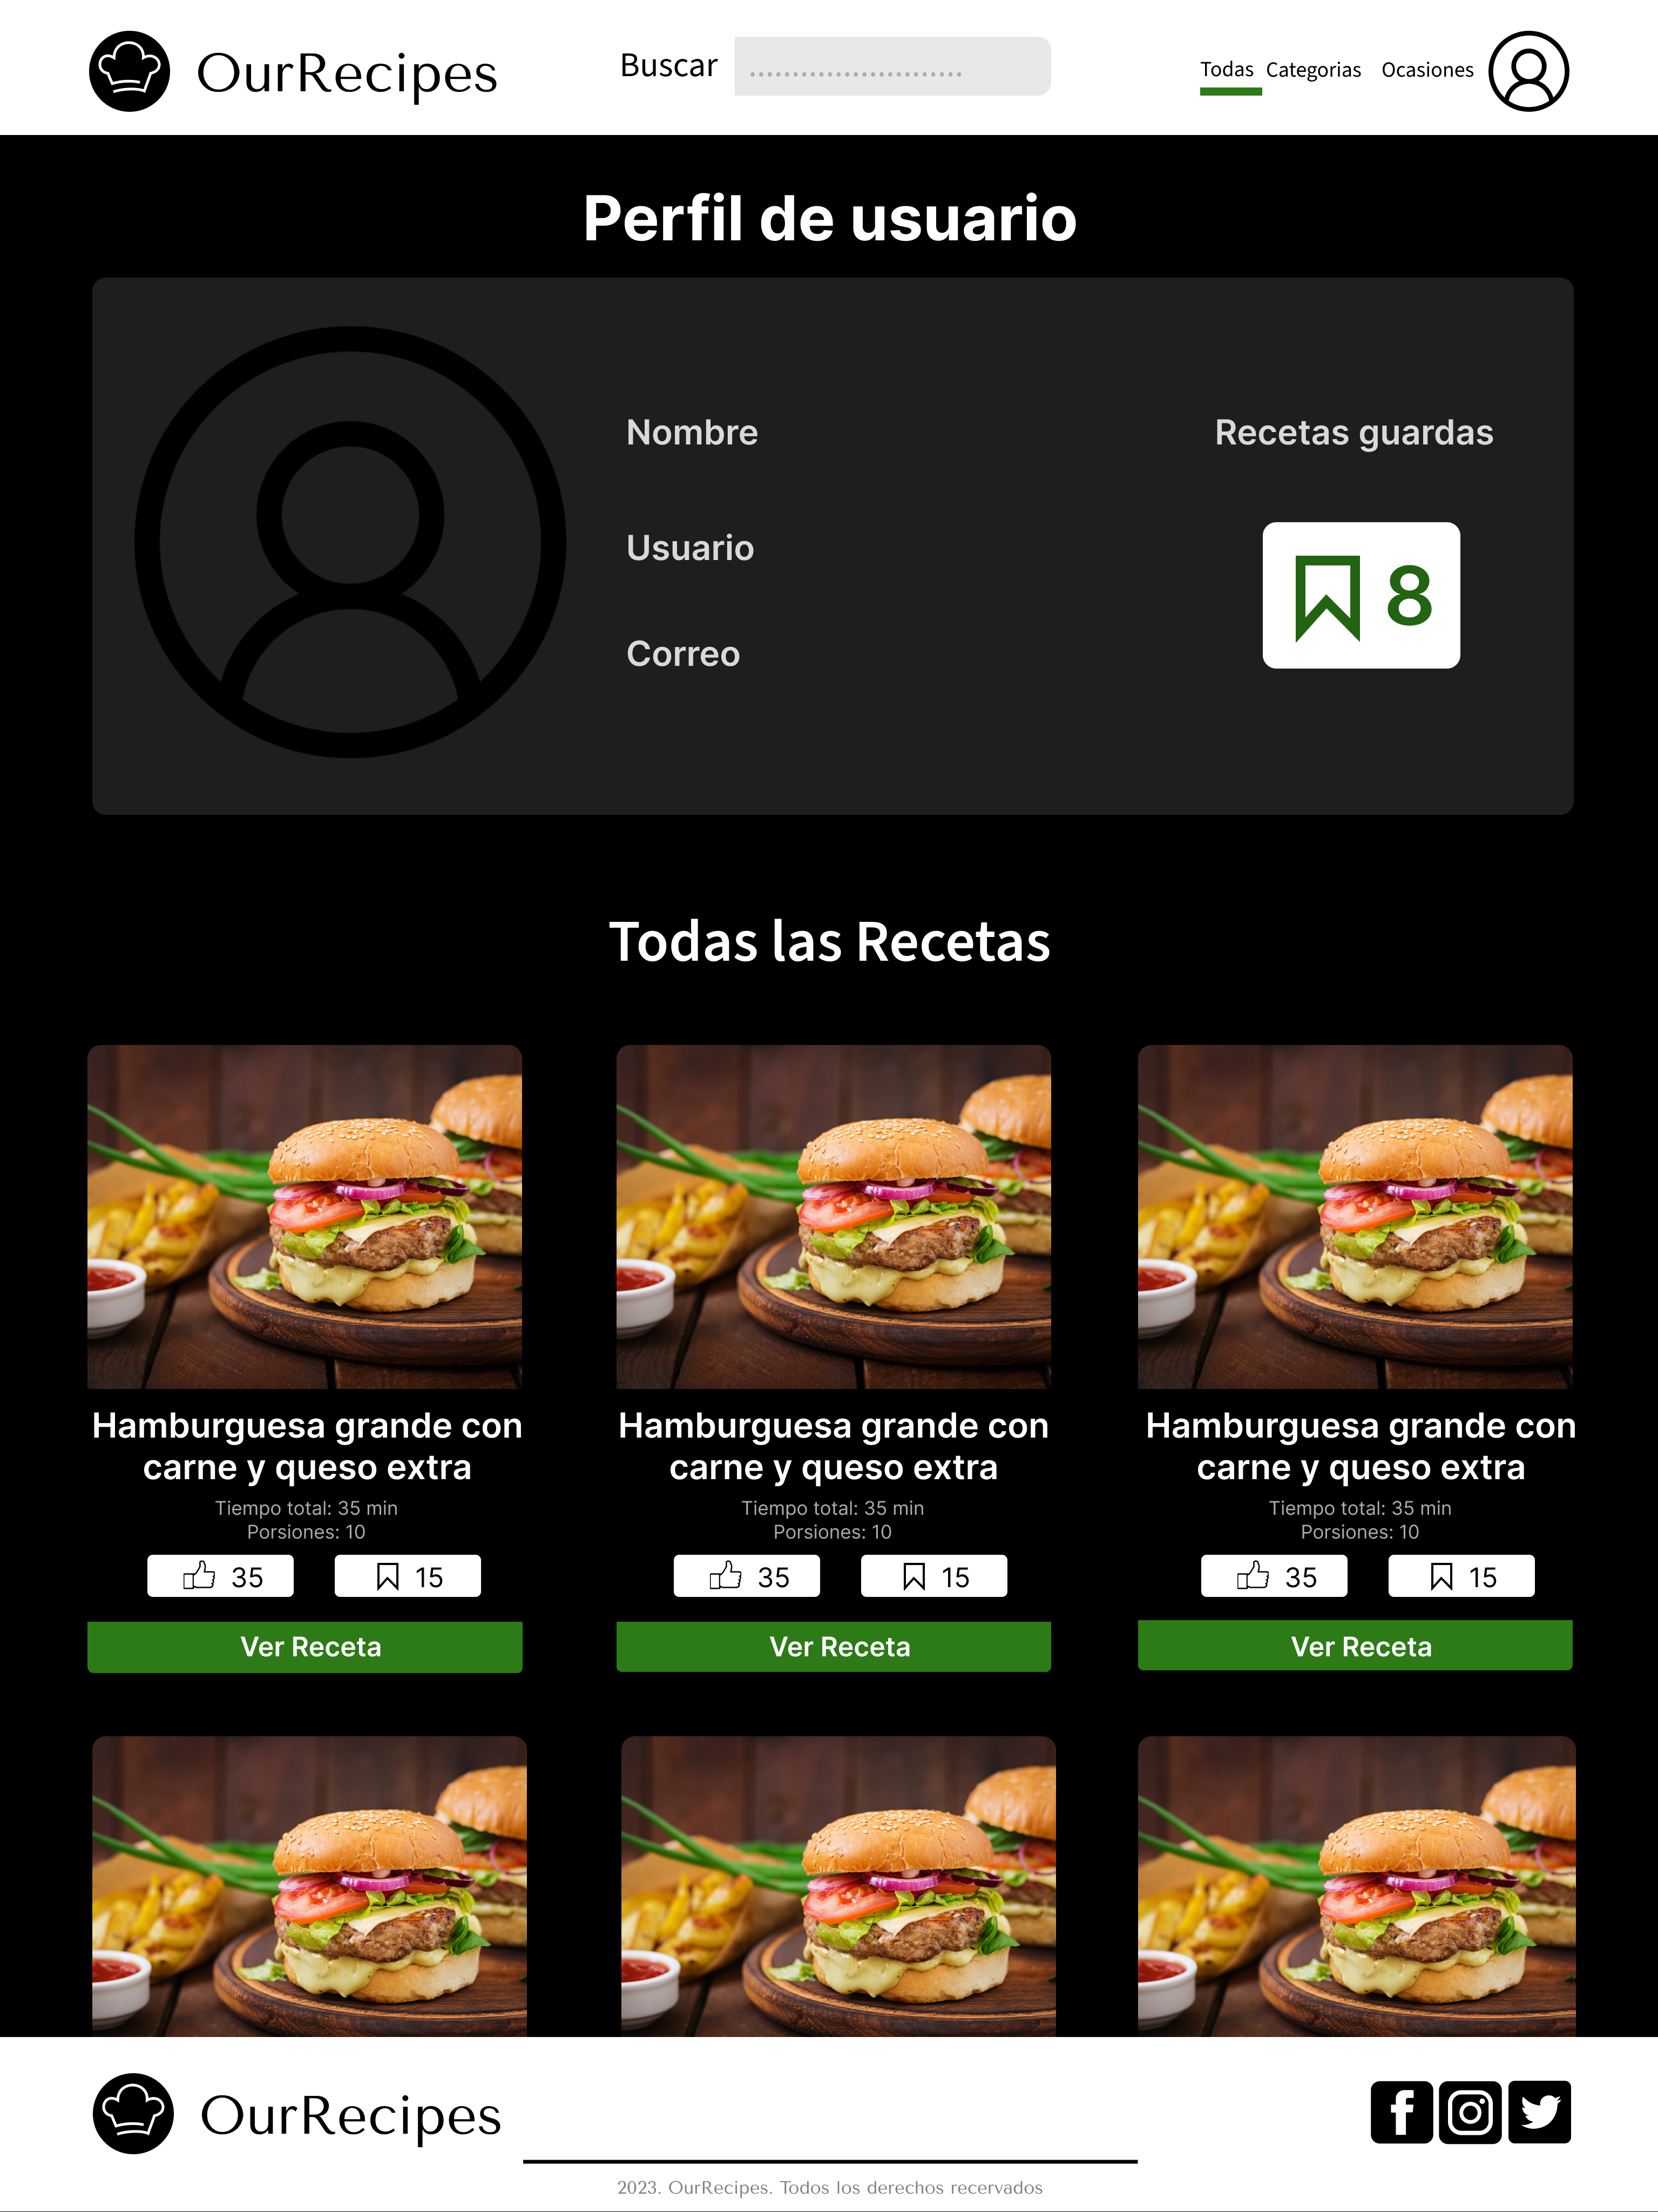 OurRecipes
Buscar ..........................
Todas Categorias Ocasiones
Perfil de usuario
Nombre
Usuario
Correo
Recetas guardas
8
Todas las Recetas
Hamburguesa grande con
carne y queso extra
Tiempo total: 35 min
Porsiones: 10
35 15
Ver Receta
Hamburguesa grande con
carne y queso extra
Tiempo total: 35 min
Porsiones: 10
35 15
Ver Receta
Hamburguesa grande con
carne y queso extra
Tiempo total: 35 min
Porsiones: 10
35 15
Ver Receta
OurRecipes
2023. OurRecipes. Todos los derechos recervados